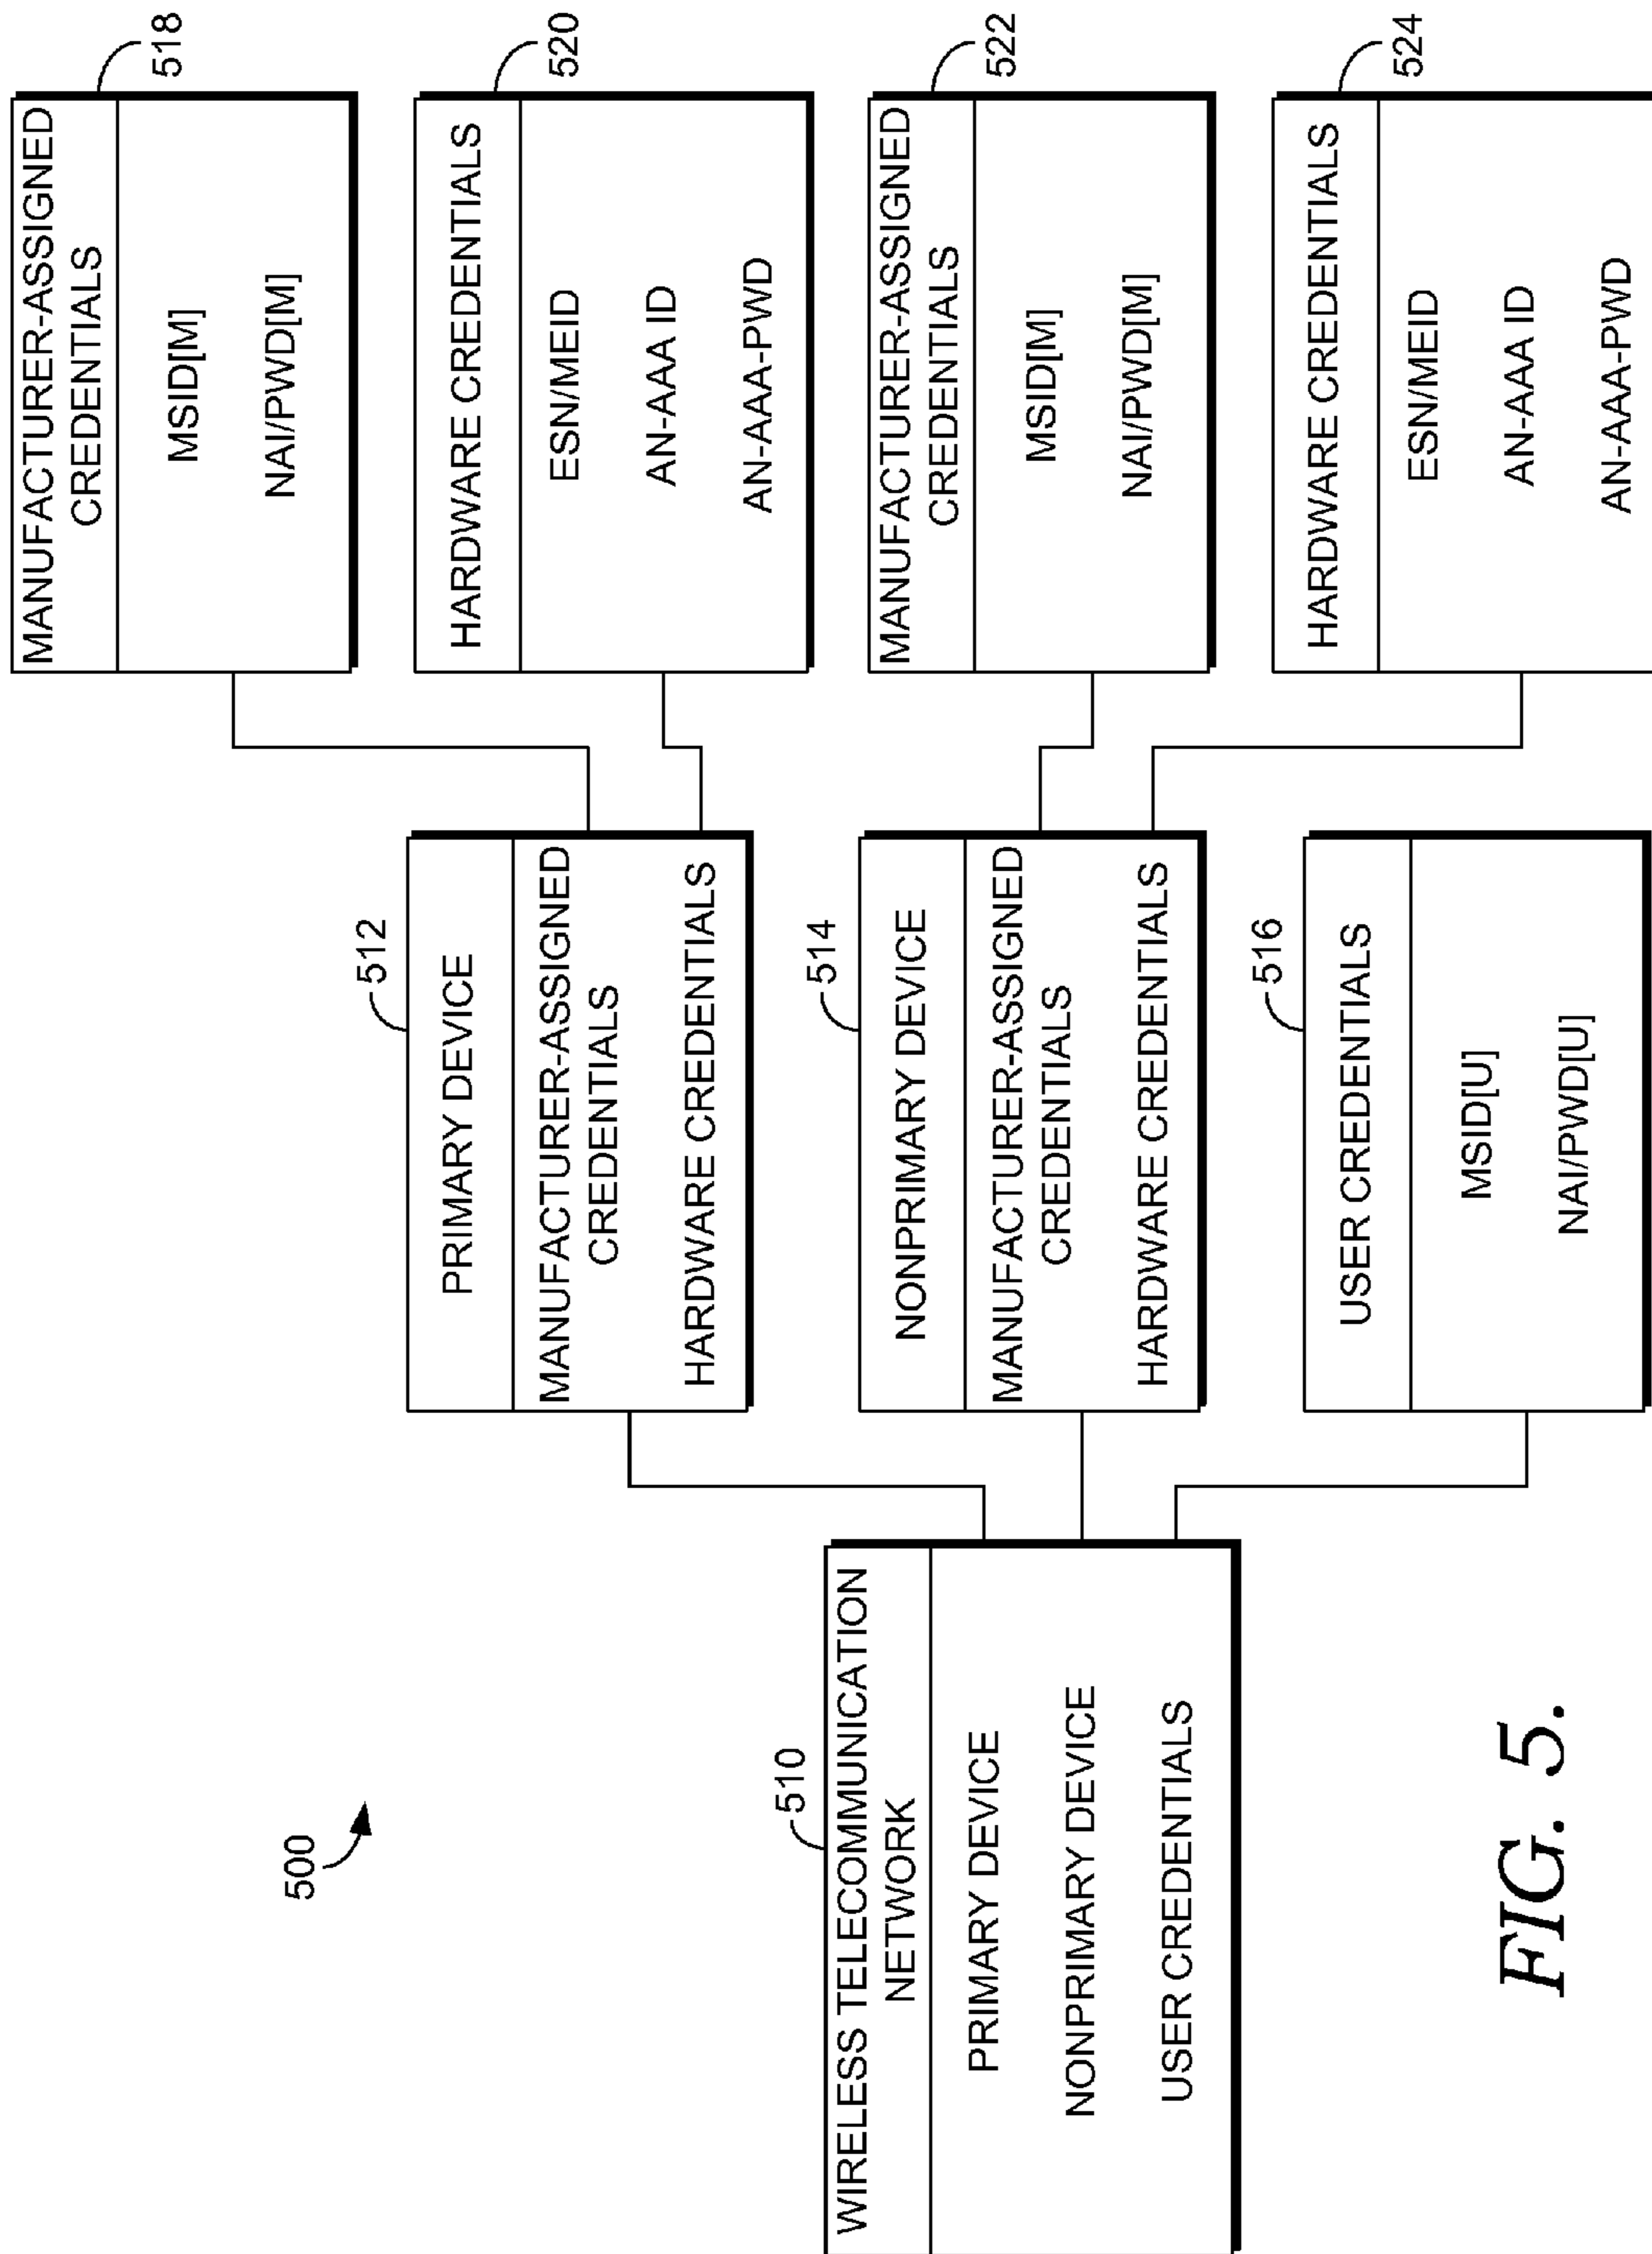 500
510
WIRELESS TELECOMMUNICATION
NETWORK
PRIMARY DEVICE
NONPRIMARY DEVICE
USER CREDENTIALS
512
PRIMARY DEVICE
MANUFACTURER-ASSIGNED
CREDENTIALS
HARDWARE CREDENTIALS
514
NONPRIMARY DEVICE
MANUFACTURER-ASSIGNED
CREDENTIALS
HARDWARE CREDENTIALS
516
USER CREDENTIALS
MSID[U]
NAI/PWD[U]
518
MANUFACTURER-ASSIGNED
CREDENTIALS
MSID[M]
NAI/PWD[M]
520
HARDWARE CREDENTIALS
ESN/MEID
AN-AAA ID
AN-AAA-PWD
522
MANUFACTURER-ASSIGNED
CREDENTIALS
MSID[M]
NAI/PWD[M]
524
HARDWARE CREDENTIALS
ESN/MEID
AN-AAA ID
AN-AAA-PWD
FIG. 5.